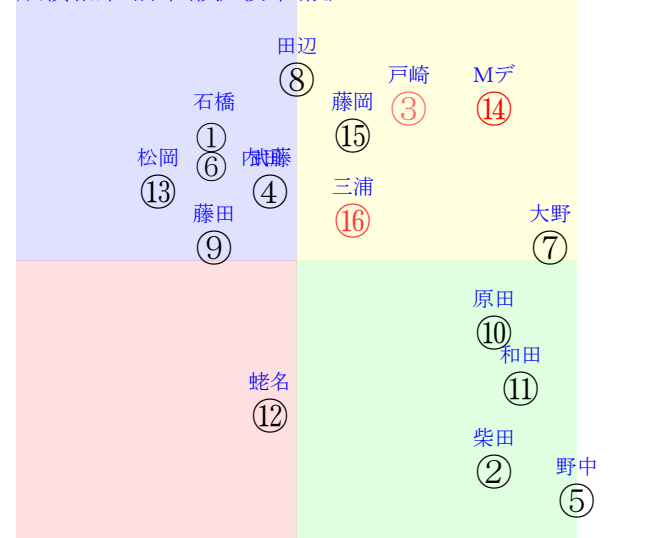 田辺
⑧
戸崎
③
Mデ
⑭
石橋
①
藤岡
⑮
松岡
⑬
⑥
武藤
④
三浦
⑯
藤田
⑨
大野
⑦
原田
⑩
和田
⑪
蛯名
⑫
柴田
②
野中
⑤